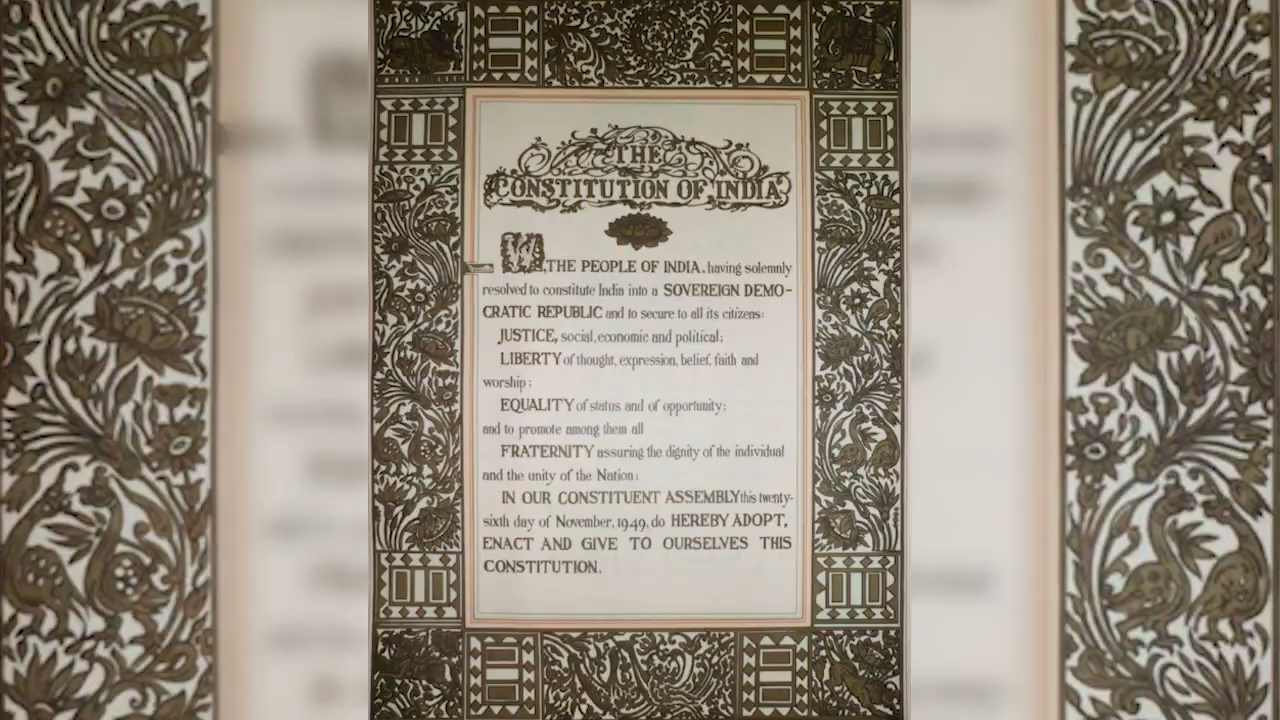 THE
CONSTITUTION OF INDIA
WE, THE PEOPLE OF INDIA, having solemnly
resolved to constitute India into a SOVEREIGN DEMO-
CRATIC REPUBLIC and to secure to all its citizens:
JUSTICE, social, economic and political;
LIBERTY of thought, expression, belief, faith and
worship;
EQUALITY of status and of opportunity;
and to promote among them all
FRATERNITY assuring the dignity of the individual
and the unity of the Nation;
IN OUR CONSTITUENT ASSEMBLY this twenty-
sixth day of November, 1949, do HEREBY ADOPT,
ENACT AND GIVE TO OURSELVES THIS
CONSTITUTION.